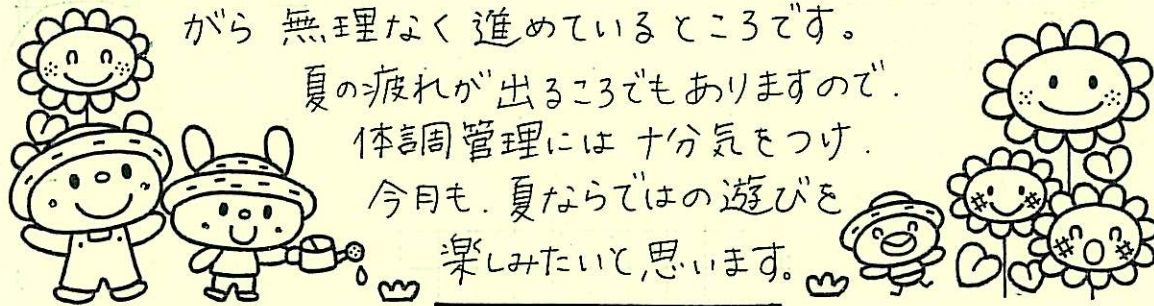 がら 無理なく進めているところです。
夏の疲れが出るころでもありますので、
体調管理には十分気をつけ、
今月も、夏ならではの遊びを
楽しみたいと思います。